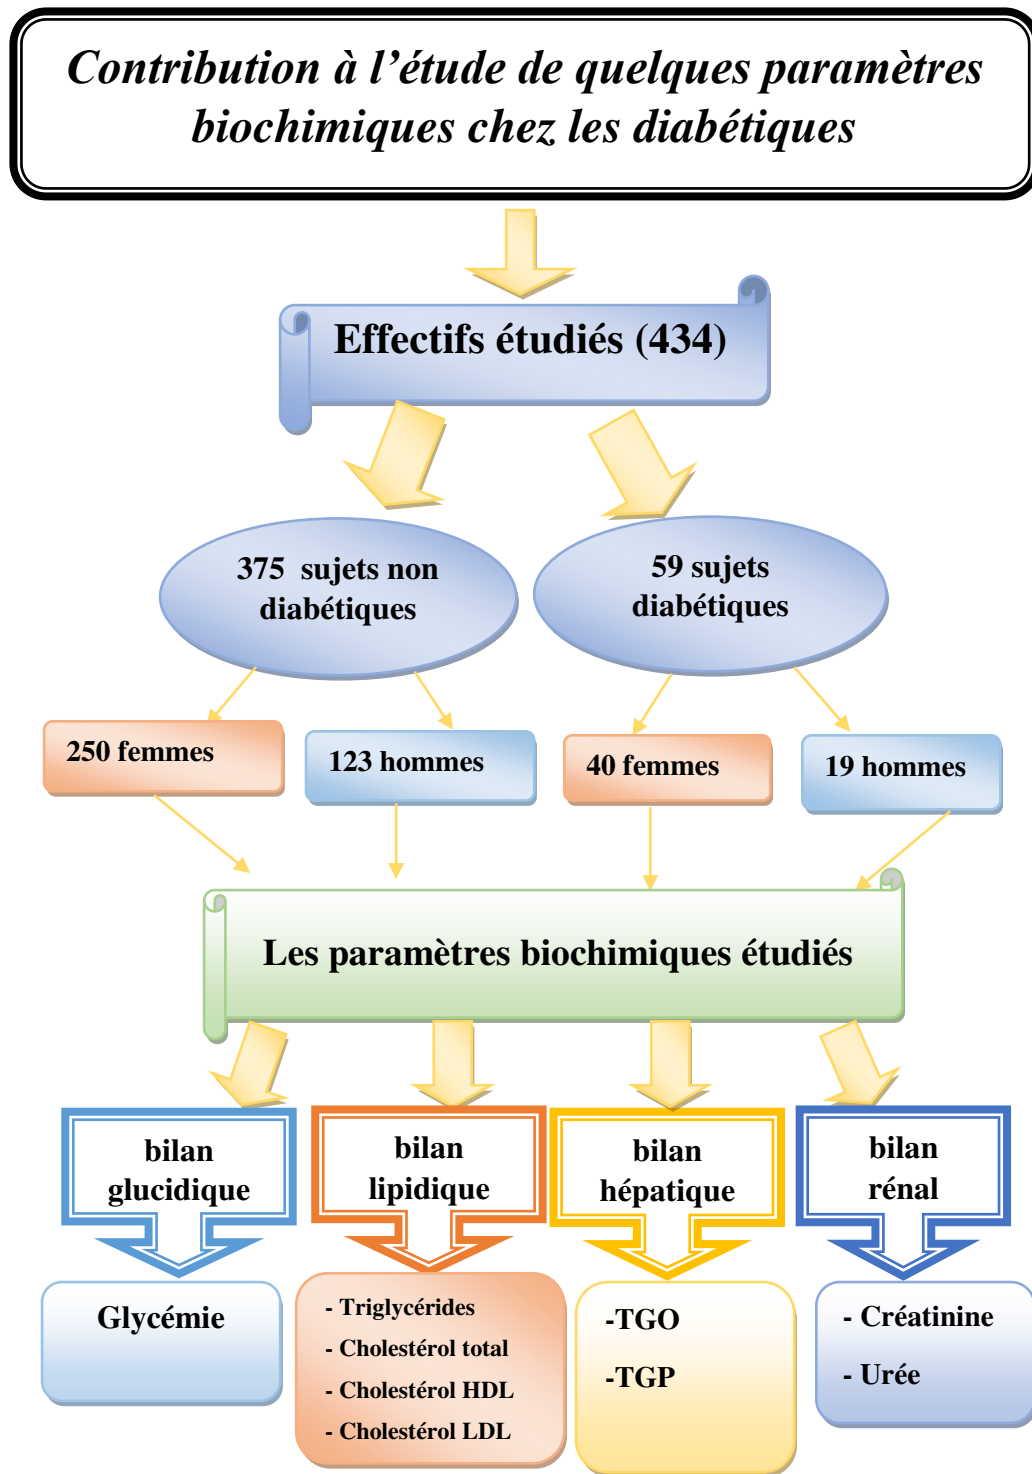 Contribution à l'étude de quelques paramètres
biochimiques chez les diabétiques
Effectifs étudiés (434)
375 sujets non
diabétiques
59 sujets
diabétiques
250 femmes
123 hommes
40 femmes
19 hommes
Les paramètres biochimiques étudiés
bilan
glucidique
bilan
lipidique
bilan
hépatique
bilan
rénal
Glycémie
- Triglycérides
- Cholestérol total
- Cholestérol HDL
- Cholestérol LDL
-TGO
-TGP
- Créatinine
- Urée